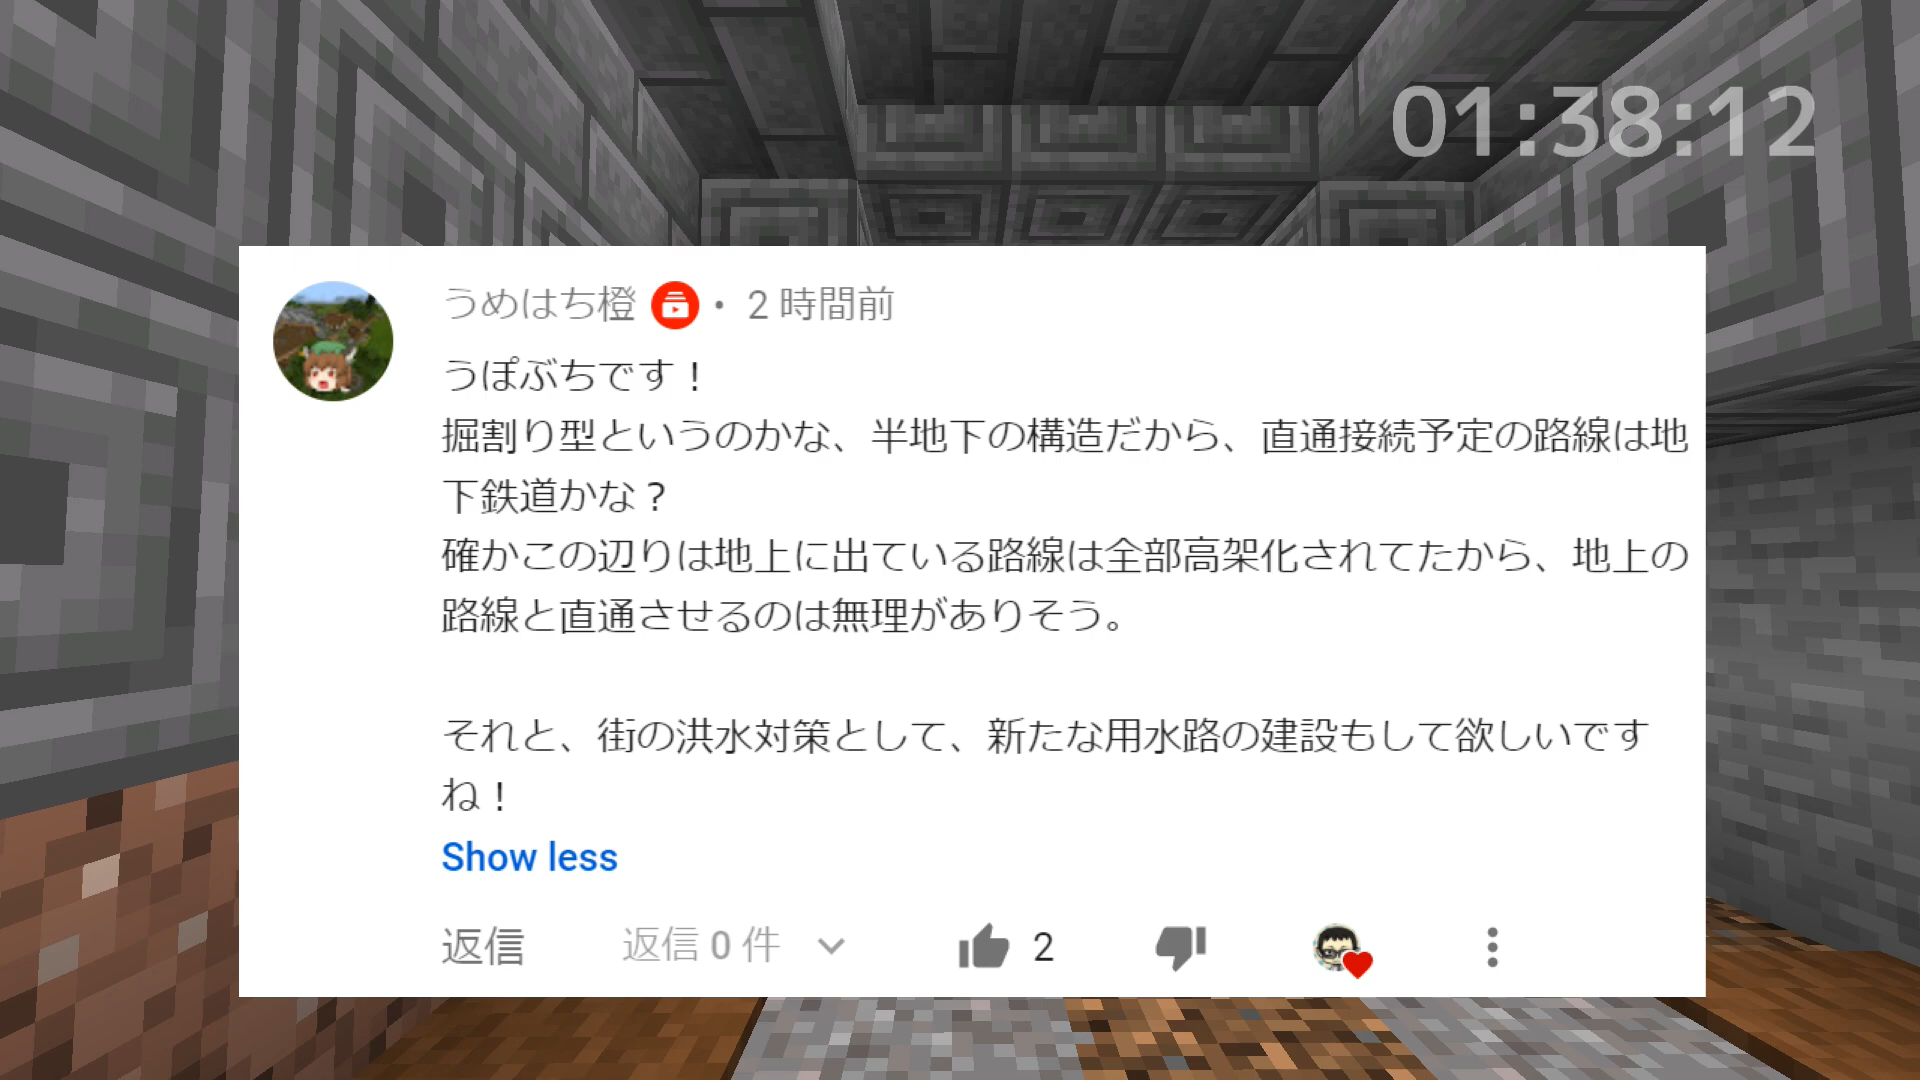 01:38:12
うめはち橙 • 2 時間前
うぽぶちです！
掘割り型というのかな、半地下の構造だから、直通接続予定の路線は地
下鉄道かな？
確かこの辺りは地上に出ている路線は全部高架化されてたから、地上の
路線と直通させるのは無理がありそう。
それと、街の洪水対策として、新たな用水路の建設もして欲しいです
ね！
Show less
返信 返信 0 件 2